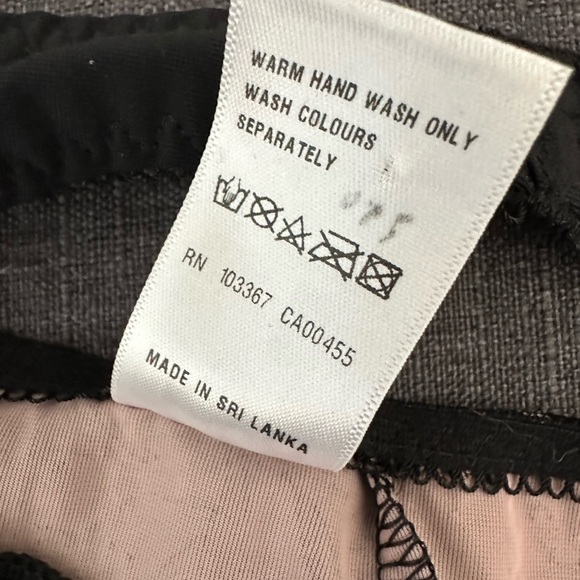 WARM HAND WASH ONLY
WASH COLOURS
SEPARATELY
RN 103367 CA00455
MADE IN SRI LANKA